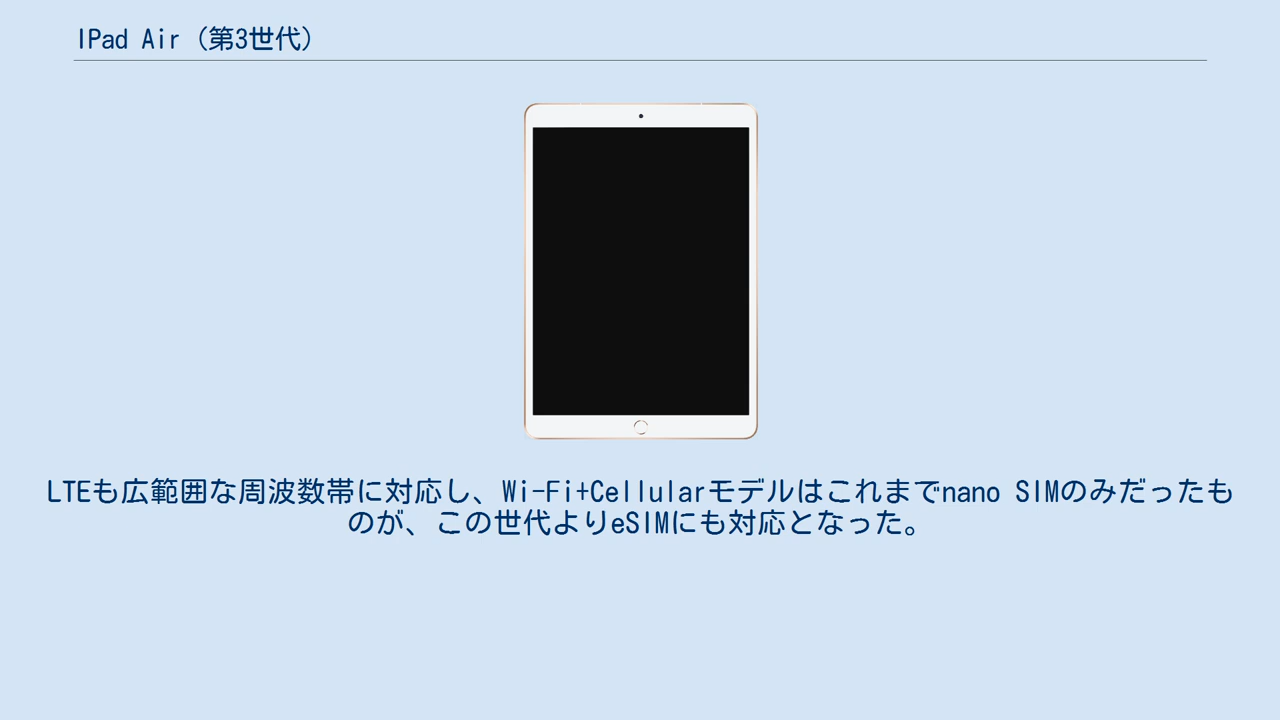 IPad Air（第3世代）
LTEも広範囲な周波数帯に対応し、Wi-Fi+Cellularモデルはこれまでnano SIMのみだったも
のが、この世代よりeSIMにも対応となった。